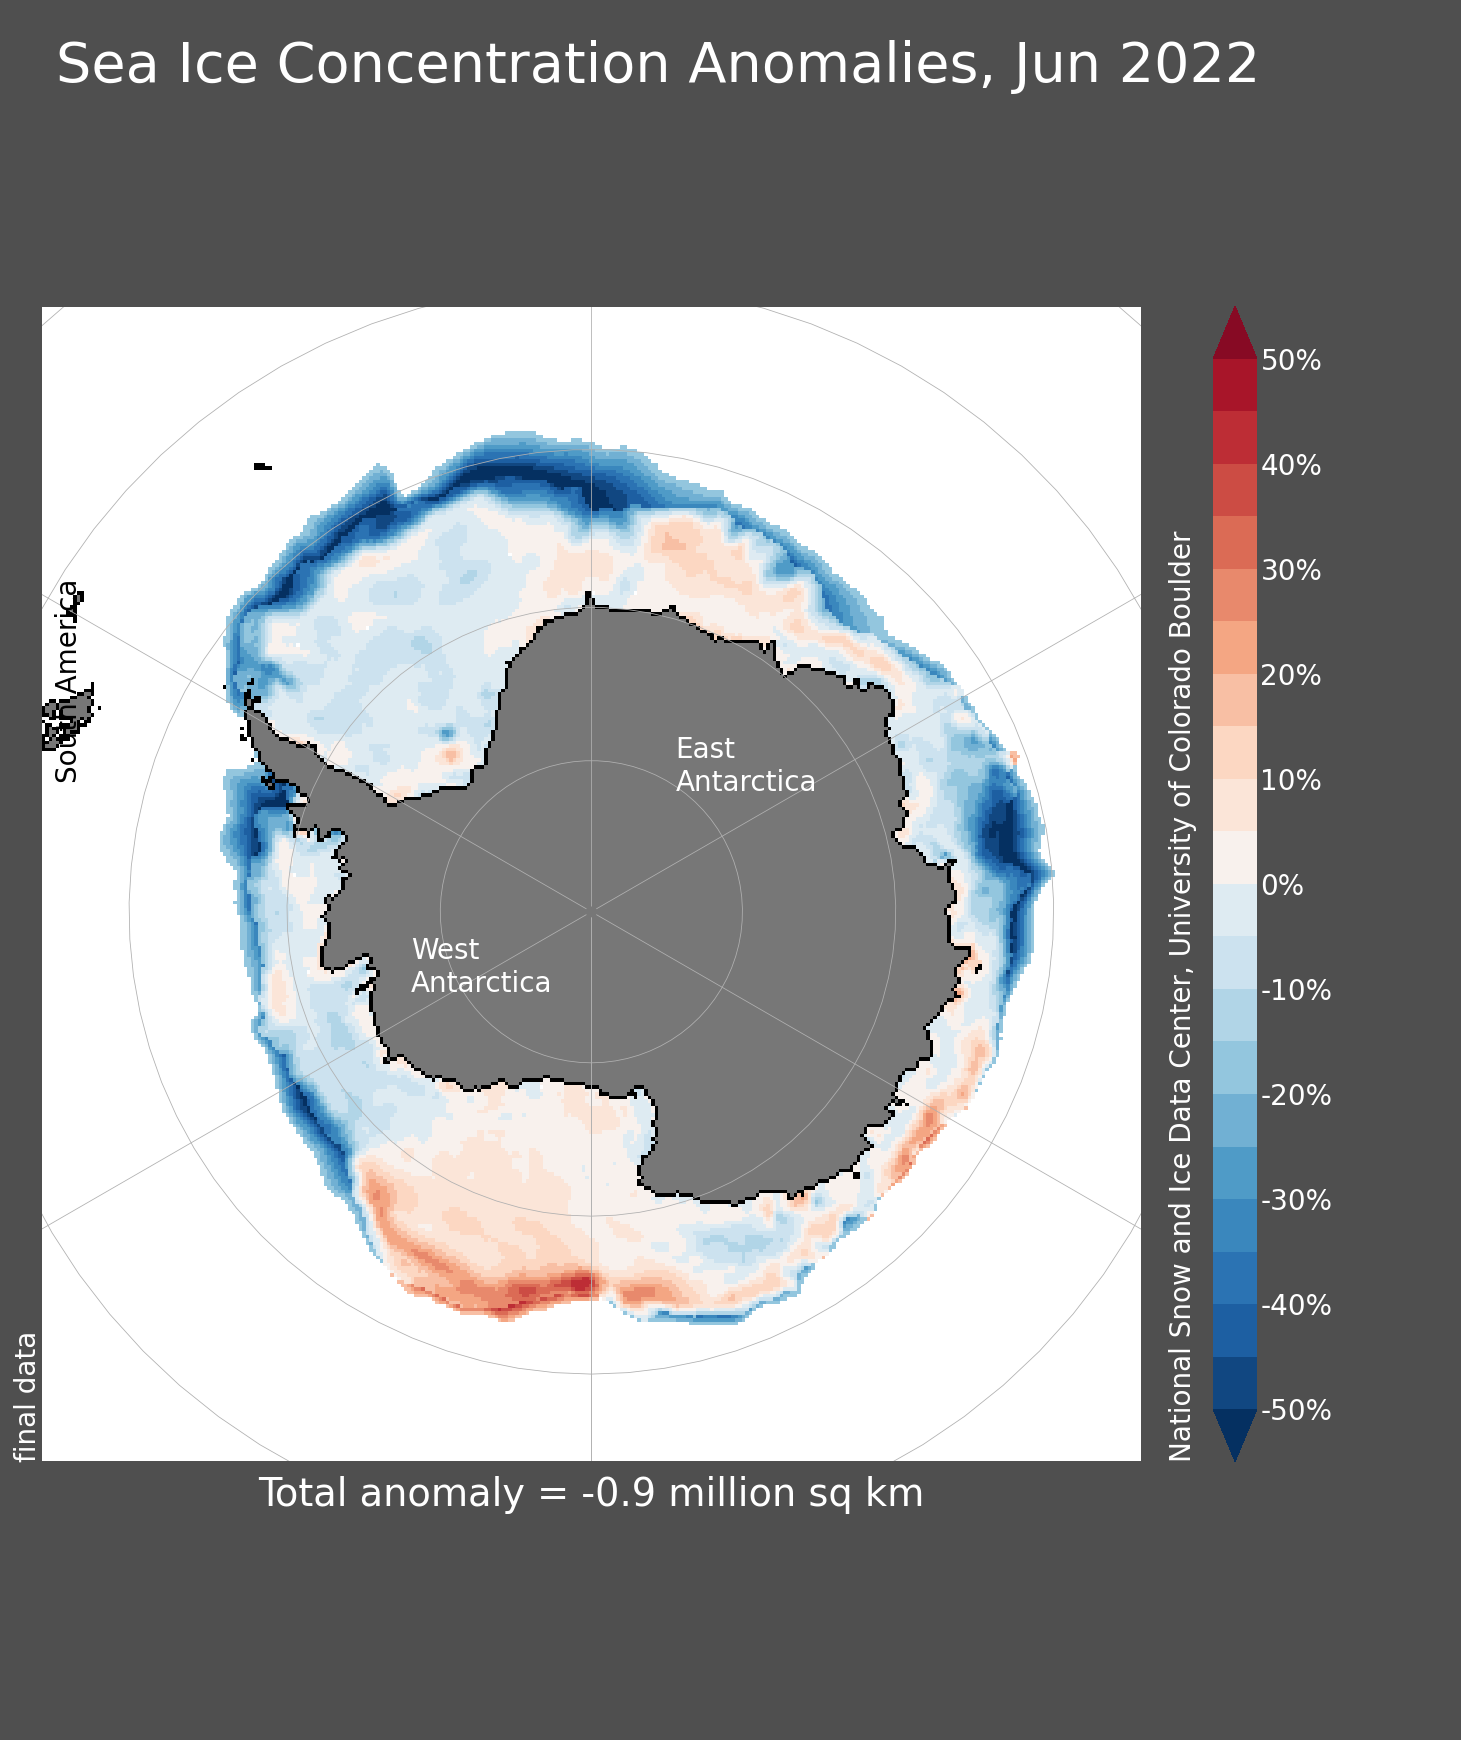 Sea Ice Concentration Anomalies, Jun 2022
South America
East
Antarctica
West
Antarctica
final data
National Snow and Ice Data Center, University of Colorado Boulder
50%
40%
30%
20%
10%
0%
-10%
-20%
-30%
-40%
-50%
Total anomaly = -0.9 million sq km